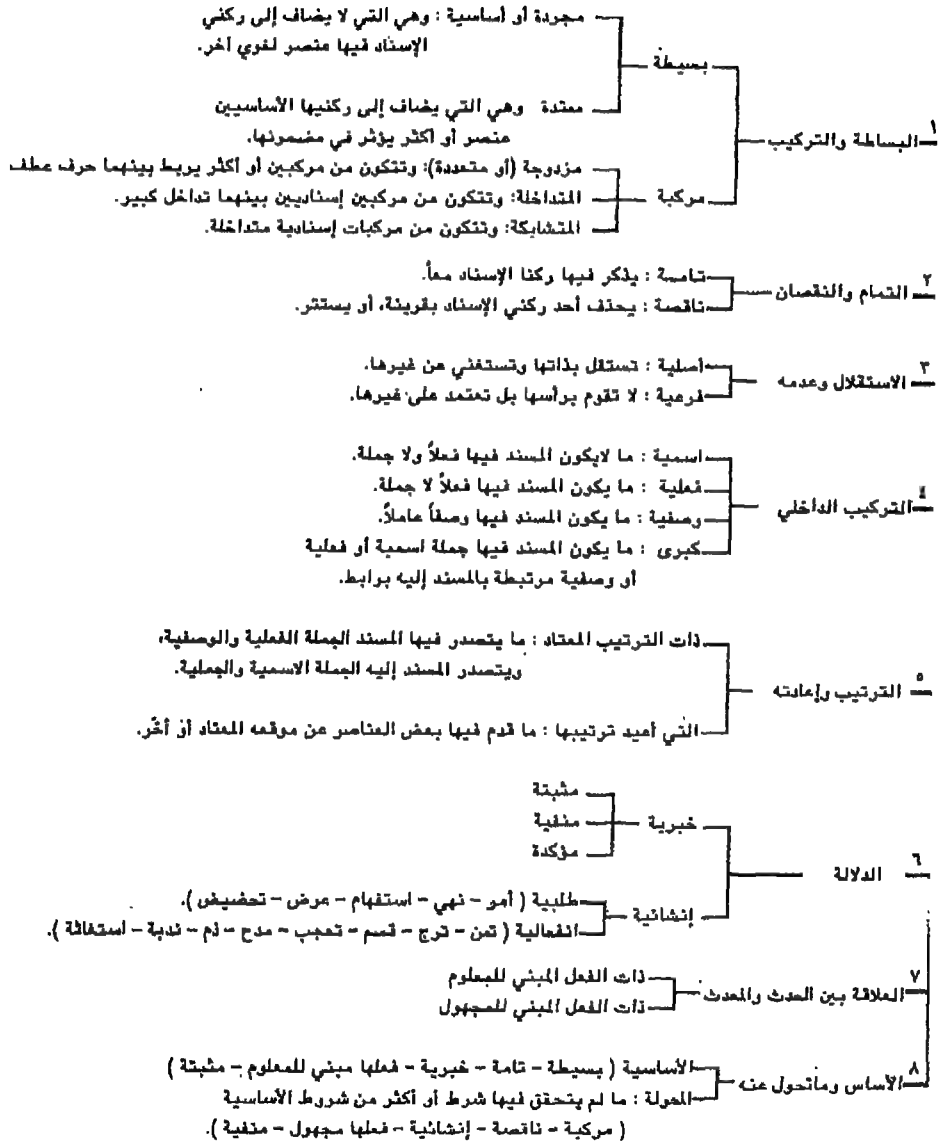 مجردة أو أساسية : وهي التي لا يضاف إلى ركني
الإسناد فيها عنصر لغوي آخر.
بسيطة
ممتدة وهي التي يضاف إلى ركنيها الأساسيين
عنصر أو أكثر يؤثر في مضمونها.
١ البساطة والتركيب
مزدوجة (أو متعددة): وتتكون من مركبين أو أكثر يربط بينهما حرف عطف
مركبة
المتداخلة: وتتكون من مركبين إسناديين بينهما تداخل كبير.
المتشابكة: وتتكون من مركبات إسنادية متداخلة.
٢ التمام والنقصان
تامة : يذكر فيها ركنا الإسناد معاً.
ناقصة : يحذف أحد ركني الإسناد بقرينة، أو يستتر.
٣ الاستقلال وعدمه
أصلية : تستقل بذاتها وتستغني عن غيرها.
فرعية : لا تقوم برأسها بل تعتمد على غيرها.
٤ التركيب الداخلي
اسمية : ما لايكون المسند فيها فعلاً ولا جملة.
فعلية : ما يكون المسند فيها فعلاً لا جملة.
وصفية : ما يكون المسند فيها وصفاً عاملاً.
كبرى : ما يكون المسند فيها جملة اسمية أو فعلية
أو وصفية مرتبطة بالمسند إليه برابط.
٥ الترتيب وإعادته
ذات الترتيب المعتاد : ما يتصدر فيها المسند الجملة الفعلية والوصفية،
ويتصدر المسند إليه الجملة الاسمية والجملية.
التي أعيد ترتيبها : ما قدم فيها بعض العناصر عن موقعه المعتاد أو أخّر.
٦ الدلالة
خبرية
مثبتة
منفية
مؤكدة
إنشائية
طلبية ( أمر – نهي – استفهام – عرض – تحضيض ).
انفعالية ( تمن – ترج – قسم – تعجب – مدح – ذم – ندبة – استغاثة ).
٧ العلاقة بين الحدث والمحدث
ذات الفعل المبني للمعلوم
ذات الفعل المبني للمجهول
٨ الأساس وماتحول عنه
الأساسية ( بسيطة – تامة – خبرية – فعلها مبني للمعلوم – مثبتة )
المحولة : ما لم يتحقق فيها شرط أو أكثر من شروط الأساسية
( مركبة – ناقصة – إنشائية – فعلها مجهول – منفية ).